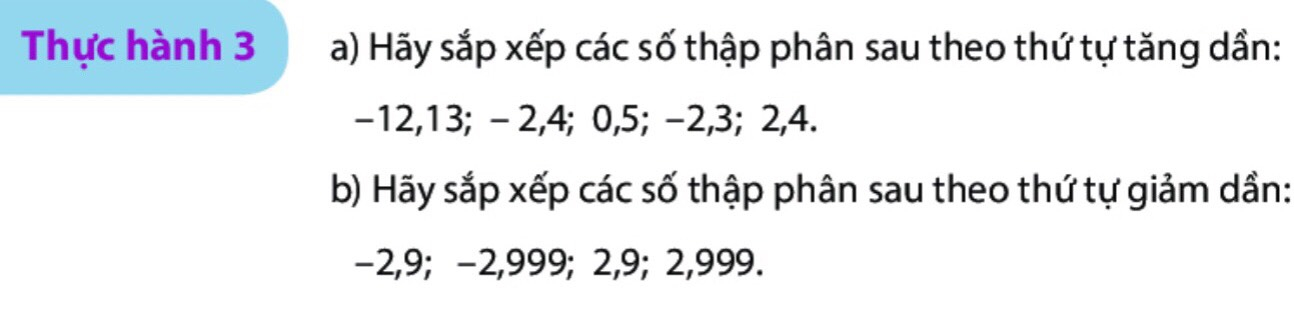 Thực hành 3 a) Hãy sắp xếp các số thập phân sau theo thứ tự tăng dần:
–12,13; – 2,4; 0,5; –2,3; 2,4.
b) Hãy sắp xếp các số thập phân sau theo thứ tự giảm dần:
–2,9; –2,999; 2,9; 2,999.